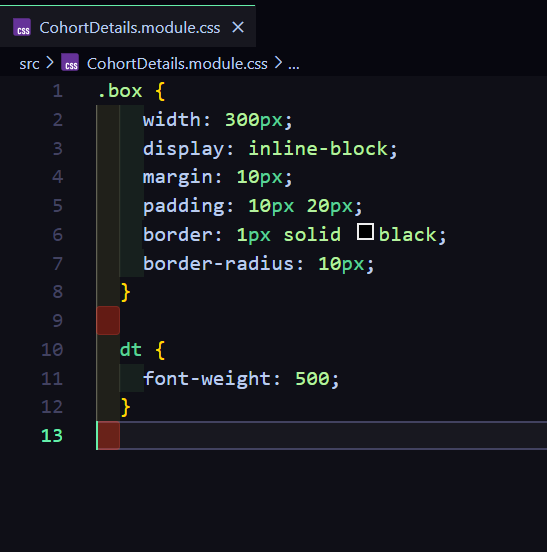 css CohortDetails.module.css ×
src > css CohortDetails.module.css > ...
1 .box {
2     width: 300px;
3     display: inline-block;
4     margin: 10px;
5     padding: 10px 20px;
6     border: 1px solid black;
7     border-radius: 10px;
8   }
9
10   dt {
11     font-weight: 500;
12   }
13